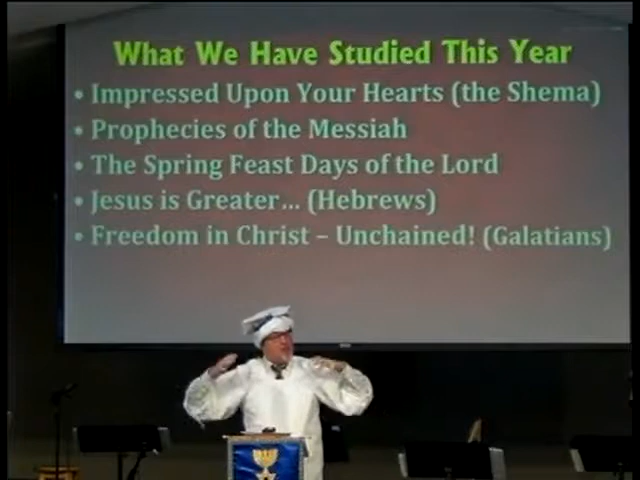 What We Have Studied This Year
• Impressed Upon Your Hearts (the Shema)
• Prophecies of the Messiah
• The Spring Feast Days of the Lord
• Jesus is Greater... (Hebrews)
• Freedom in Christ – Unchained! (Galatians)